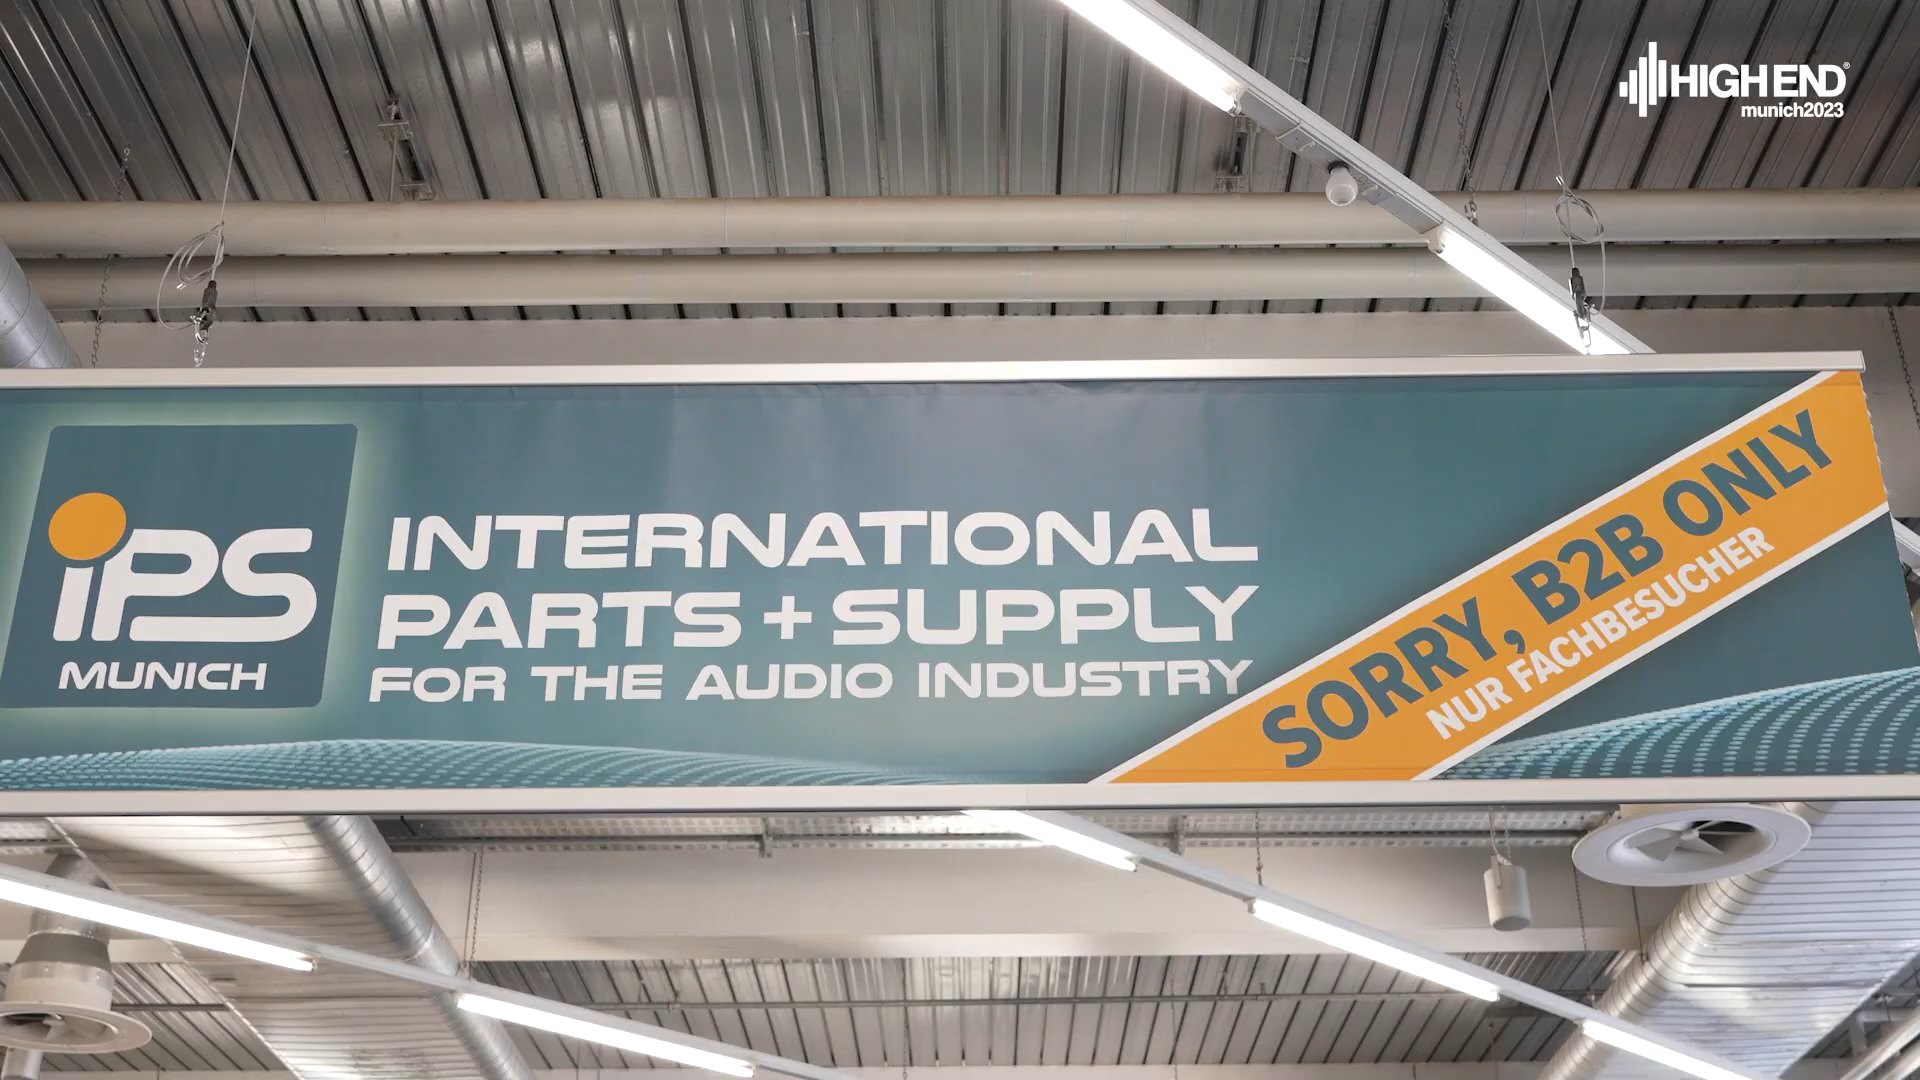 HIGH END®
munich2023
iPS
MUNICH
INTERNATIONAL
PARTS + SUPPLY
FOR THE AUDIO INDUSTRY
SORRY, B2B ONLY
NUR FACHBESUCHER